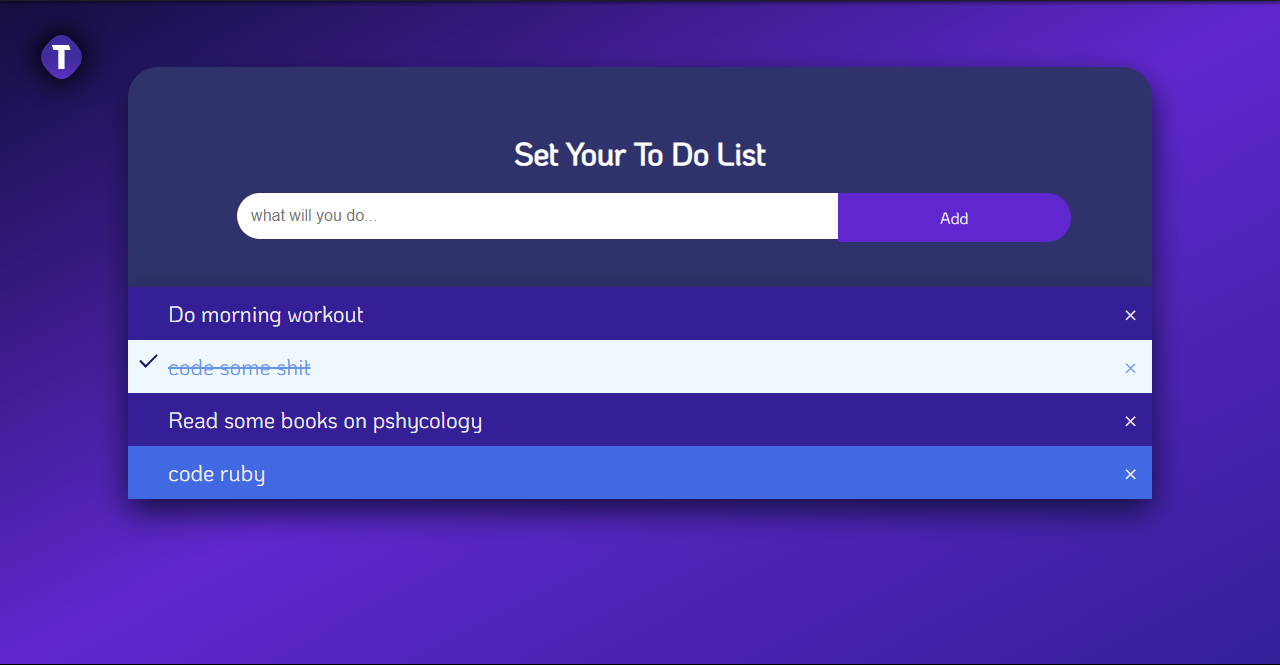 T
Set Your To Do List
what will you do...
Add
Do morning workout ×
code some shit ×
Read some books on pshycology ×
code ruby ×